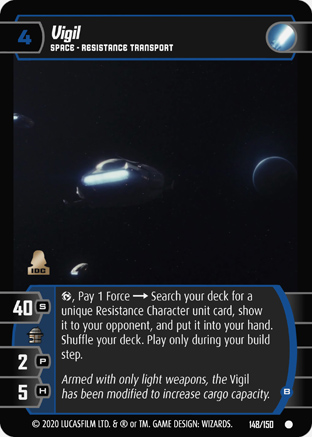 4
Vigil
SPACE - RESISTANCE TRANSPORT
IDC
40 S
2 P
5 H
, Pay 1 Force → Search your deck for a
unique Resistance Character unit card, show
it to your opponent, and put it into your hand.
Shuffle your deck. Play only during your build
step.
Armed with only light weapons, the Vigil
has been modified to increase cargo capacity.
B
© 2020 LUCASFILM LTD. & ® or TM. GAME DESIGN: WIZARDS. 148/150